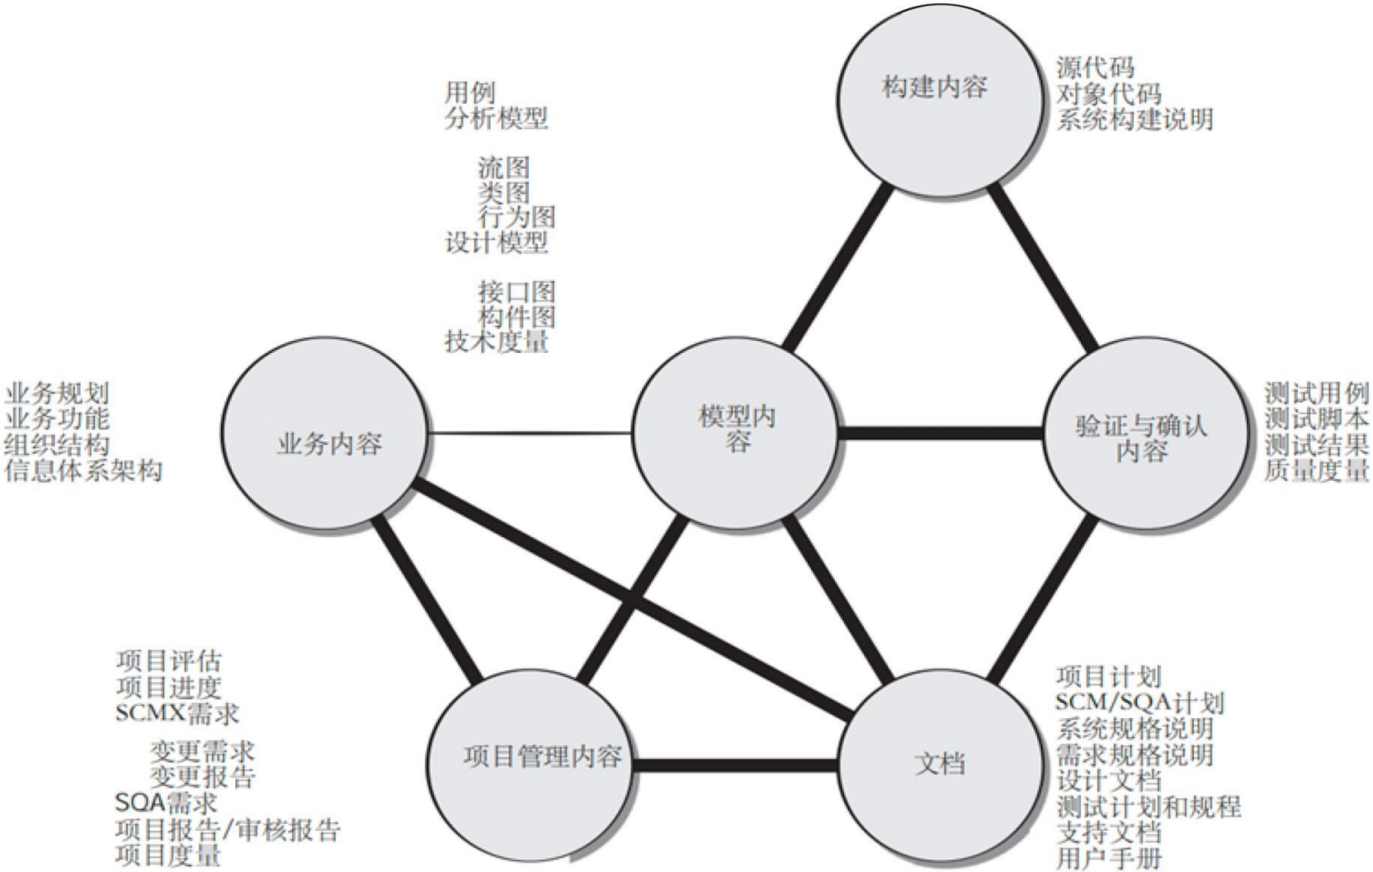 构建内容
源代码
对象代码
系统构建说明
用例
分析模型
流图
类图
行为图
设计模型
接口图
构件图
技术度量
业务规划
业务功能
组织结构
信息体系架构
业务内容
模型内
容
验证与确认
内容
测试用例
测试脚本
测试结果
质量度量
项目评估
项目进度
SCMX需求
变更需求
变更报告
SQA需求
项目报告/审核报告
项目度量
项目管理内容
文档
项目计划
SCM/SQA计划
系统规格说明
需求规格说明
设计文档
测试计划和规程
支持文档
用户手册